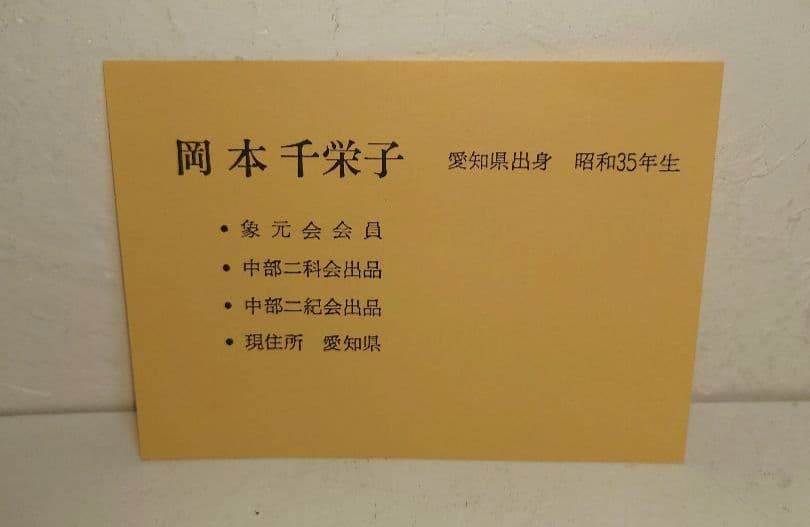 岡本千栄子　愛知県出身　昭和35年生
• 象元会会員
• 中部二科会出品
• 中部二紀会出品
• 現住所　愛知県